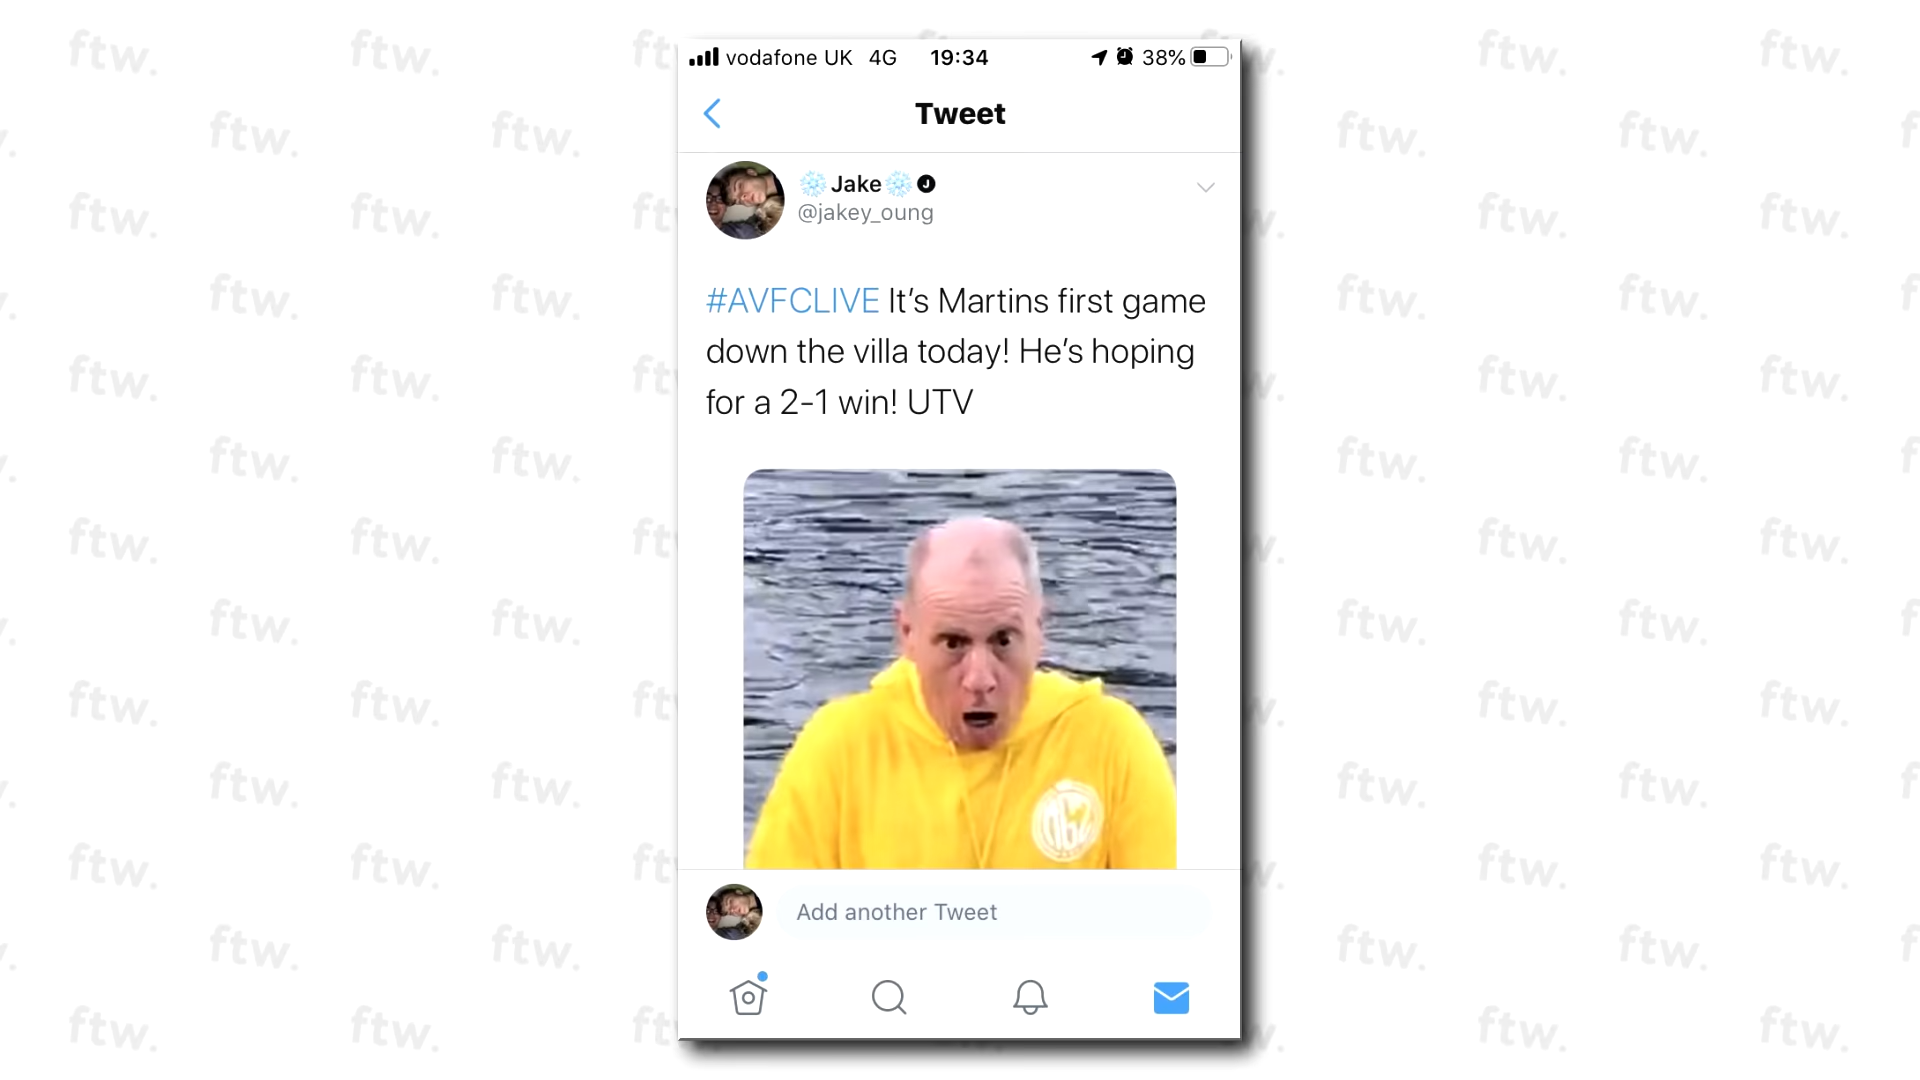 vodafone UK 4G 19:34 38%
Tweet
Jake J
@jakey_oung
#AVFCLIVE It's Martins first game
down the villa today! He's hoping
for a 2-1 win! UTV
Add another Tweet
ftw.